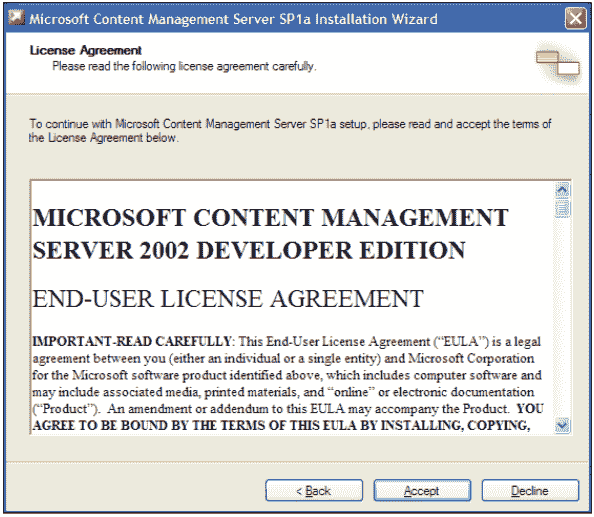 Microsoft Content Management Server SP1a Installation Wizard
License Agreement
Please read the following license agreement carefully.
To continue with Microsoft Content Management Server SP1a setup, please read and accept the terms of
the License Agreement below.
MICROSOFT CONTENT MANAGEMENT
SERVER 2002 DEVELOPER EDITION
END-USER LICENSE AGREEMENT
IMPORTANT-READ CAREFULLY: This End-User License Agreement (“EULA”) is a legal
agreement between you (either an individual or a single entity) and Microsoft Corporation
for the Microsoft software product identified above, which includes computer software and
may include associated media, printed materials, and “online” or electronic documentation
(“Product”). An amendment or addendum to this EULA may accompany the Product. YOU
AGREE TO BE BOUND BY THE TERMS OF THIS EULA BY INSTALLING, COPYING,
< Back
Accept
Decline